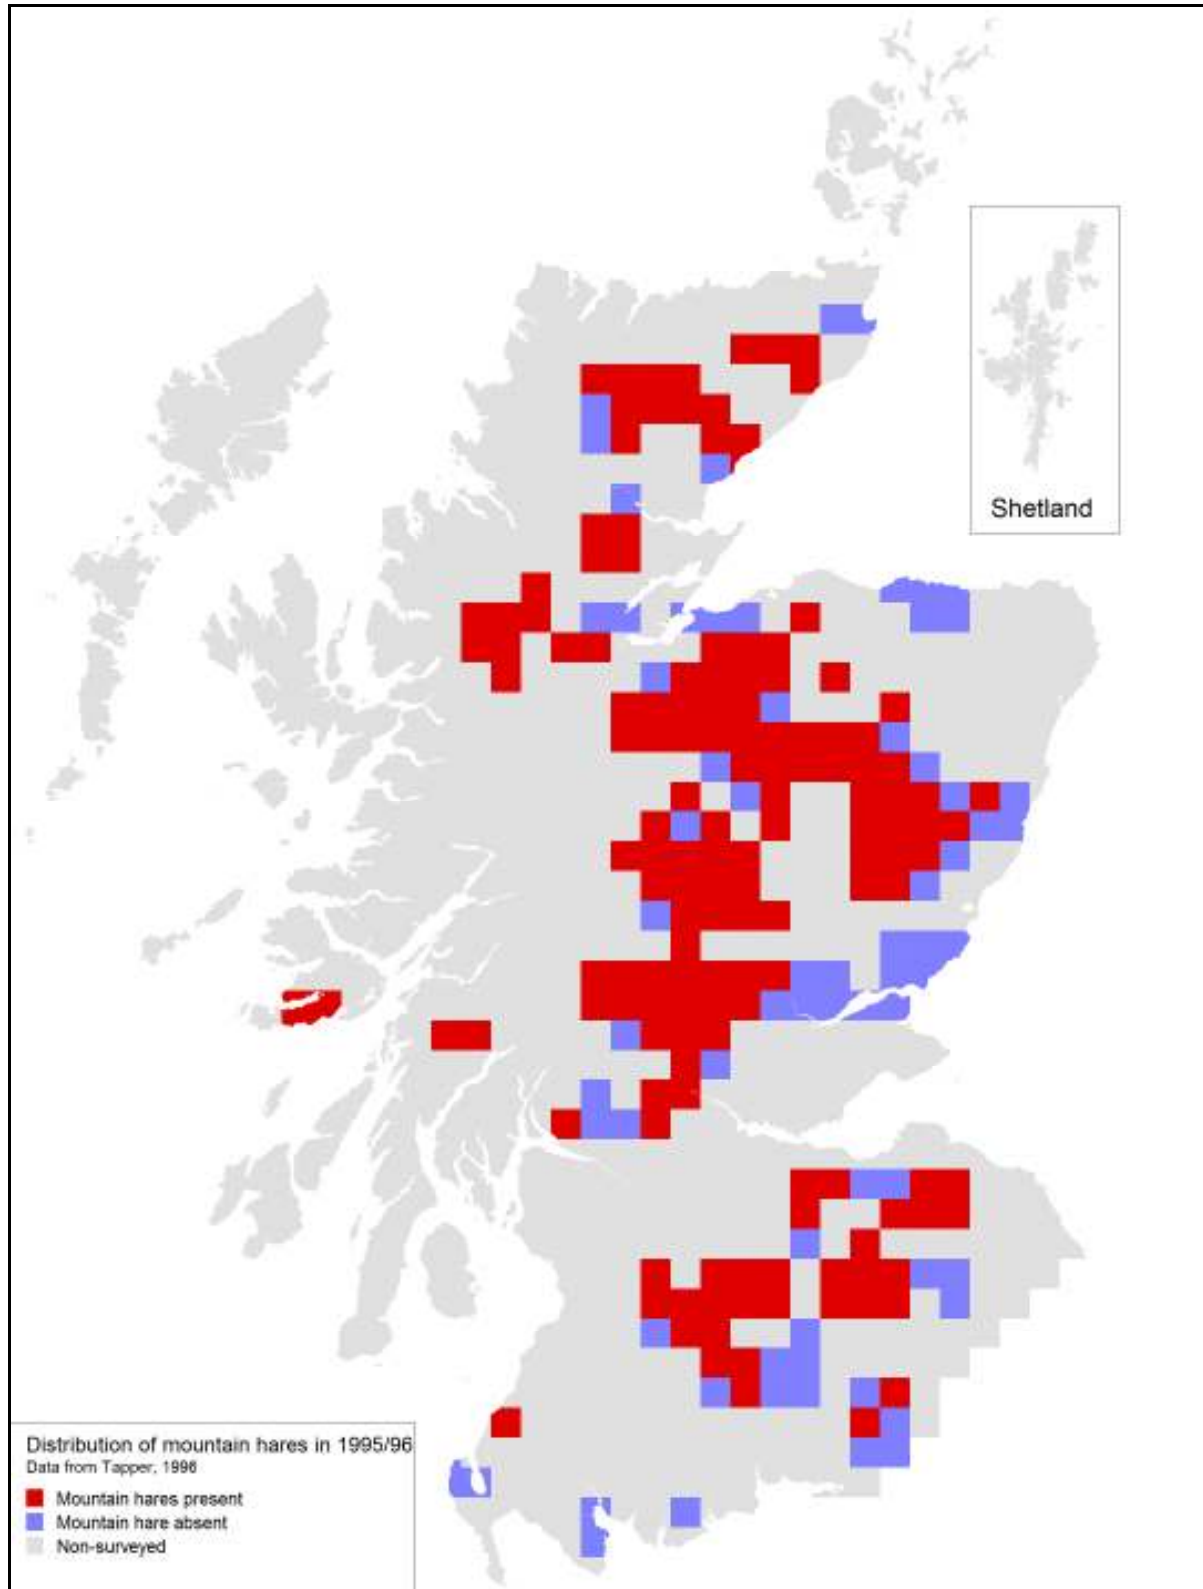 Shetland
Distribution of mountain hares in 1995/96
Data from Tapper, 1996
Mountain hares present
Mountain hare absent
Non-surveyed